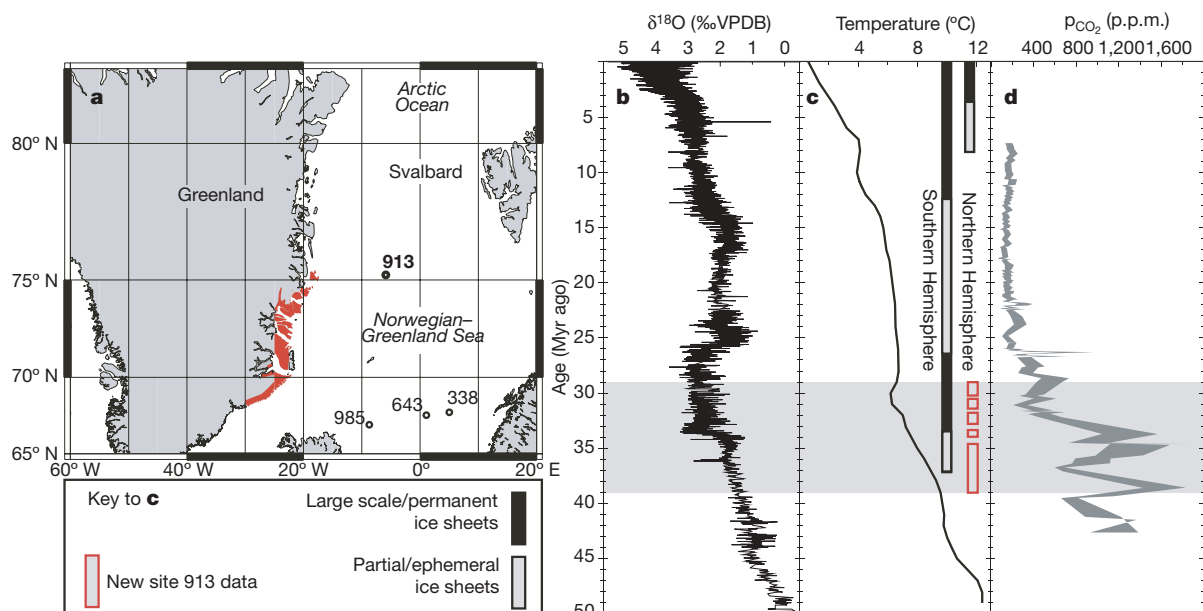 a
Arctic
Ocean
Svalbard
Greenland
913
Norwegian–
Greenland Sea
985
643
338
80° N
75° N
70° N
65° N
60° W
40° W
20° W
0°
20° E
Key to c
Large scale/permanent
ice sheets
New site 913 data
Partial/ephemeral
ice sheets
δ18O (‰VPDB)
5 4 3 2 1 0
Temperature (°C)
4 8 12
pCO2 (p.p.m.)
400 800 1,200 1,600
b
c
d
Age (Myr ago)
5
10
15
20
25
30
35
40
45
50
Southern Hemisphere
Northern Hemisphere